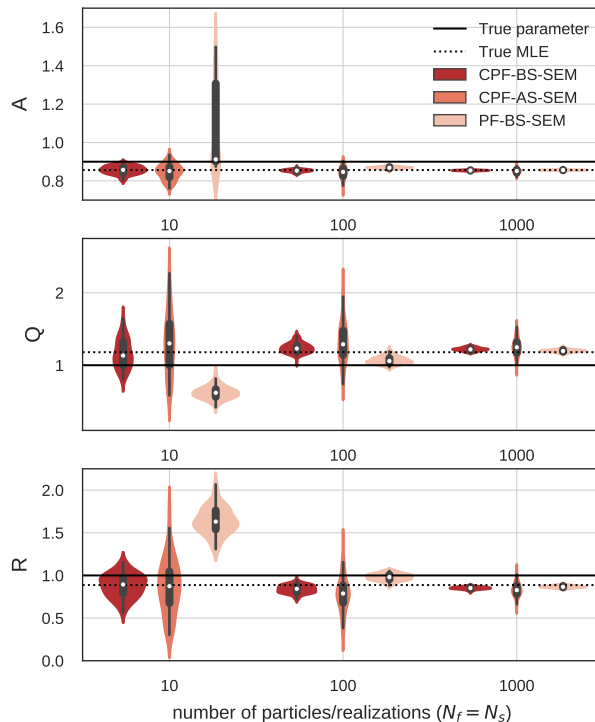 1.6
1.4
1.2
1.0
0.8
A
True parameter
True MLE
CPF-BS-SEM
CPF-AS-SEM
PF-BS-SEM
10
100
1000
2
1
Q
10
100
1000
2.0
1.5
1.0
0.5
0.0
R
10
100
1000
number of particles/realizations (N_f = N_s)